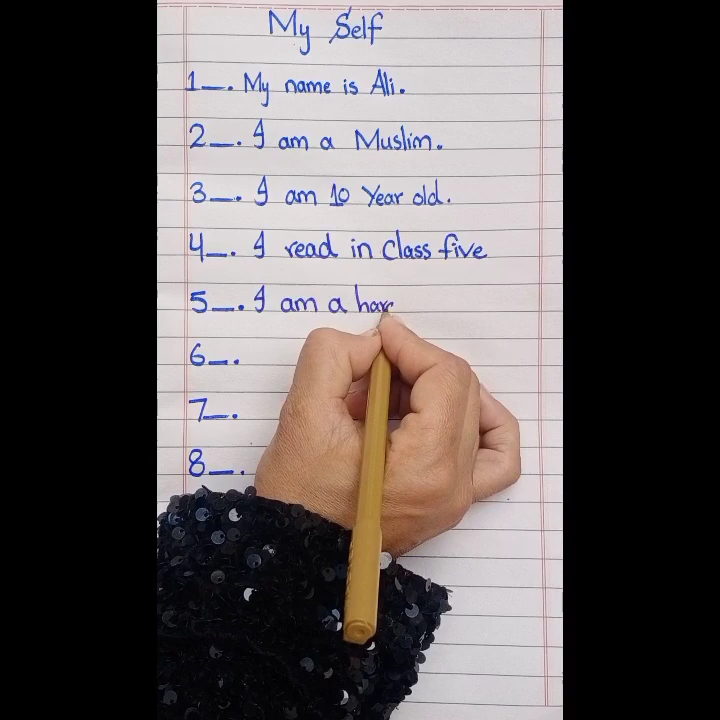 My Self
1_. My name is Ali.
2_. I am a Muslim.
3_. I am 10 Year old.
4_. I read in Class five
5_. I am a har
6_.
7_.
8_.